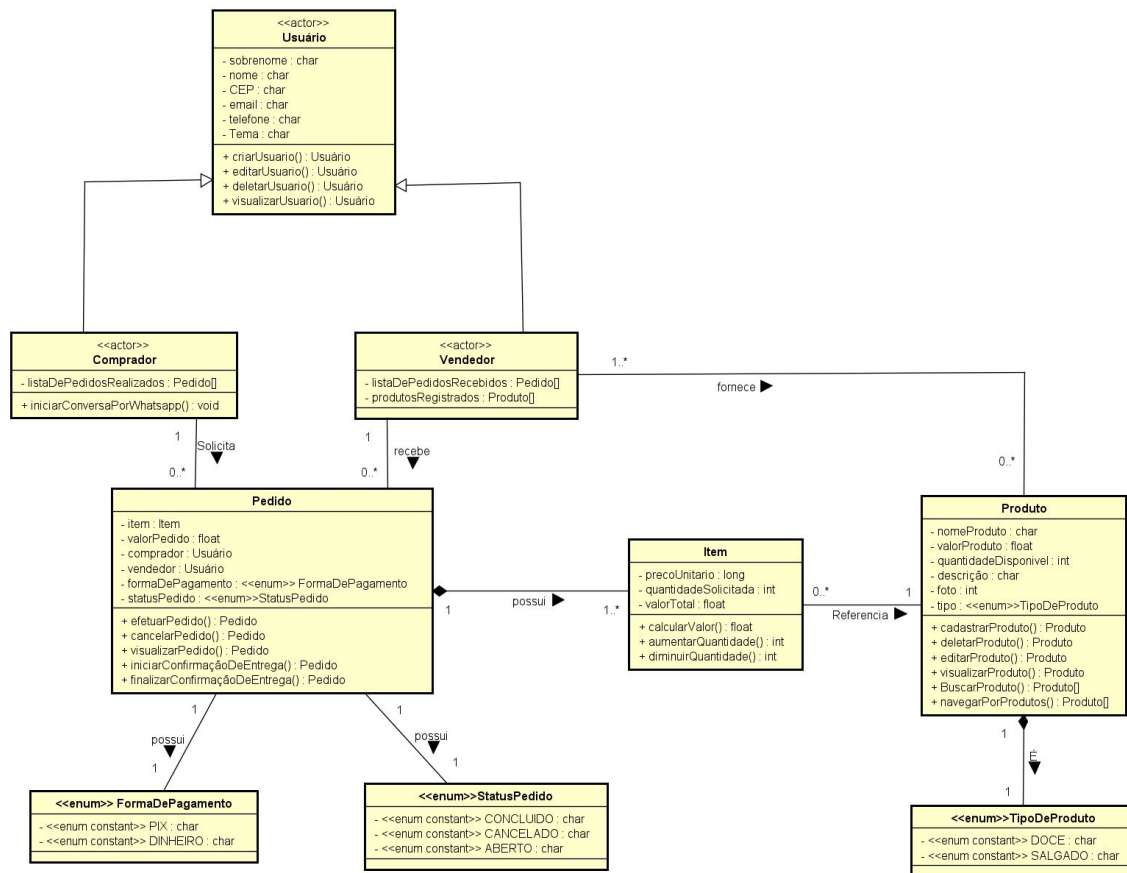 <<actor>>
Usuário
- sobrenome : char
- nome : char
- CEP : char
- email : char
- telefone : char
- Tema : char
+ criarUsuario() : Usuário
+ editarUsuario() : Usuário
+ deletarUsuario() : Usuário
+ visualizarUsuario() : Usuário
<<actor>>
Comprador
- listaDePedidosRealizados : Pedido[]
+ iniciarConversaPorWhatsapp() : void
<<actor>>
Vendedor
- listaDePedidosRecebidos : Pedido[]
- produtosRegistrados : Produto[]
1..*
fornece
0..*
1
Solicita
0..*
1
recebe
0..*
Pedido
- item : Item
- valorPedido : float
- comprador : Usuário
- vendedor : Usuário
- formaDePagamento : <<enum>> FormaDePagamento
- statusPedido : <<enum>>StatusPedido
+ efetuarPedido() : Pedido
+ cancelarPedido() : Pedido
+ visualizarPedido() : Pedido
+ iniciarConfirmaçãoDeEntrega() : Pedido
+ finalizarConfirmaçãoDeEntrega() : Pedido
1
possui
1..*
Item
- precoUnitario : long
- quantidadeSolicitada : int
- valorTotal : float
+ calcularValor() : float
+ aumentarQuantidade() : int
+ diminuirQuantidade() : int
0..*
1
Referencia
Produto
- nomeProduto : char
- valorProduto : float
- quantidadeDisponivel : int
- descrição : char
- foto : int
- tipo : <<enum>>TipoDeProduto
+ cadastrarProduto() : Produto
+ deletarProduto() : Produto
+ editarProduto() : Produto
+ visualizarProduto() : Produto
+ BuscarProduto() : Produto[]
+ navegarPorProdutos() : Produto[]
1
possui
1
1
possui
1
1
É
1
<<enum>> FormaDePagamento
- <<enum constant>> PIX : char
- <<enum constant>> DINHEIRO : char
<<enum>>StatusPedido
- <<enum constant>> CONCLUIDO : char
- <<enum constant>> CANCELADO : char
- <<enum constant>> ABERTO : char
<<enum>>TipoDeProduto
- <<enum constant>> DOCE : char
- <<enum constant>> SALGADO : char